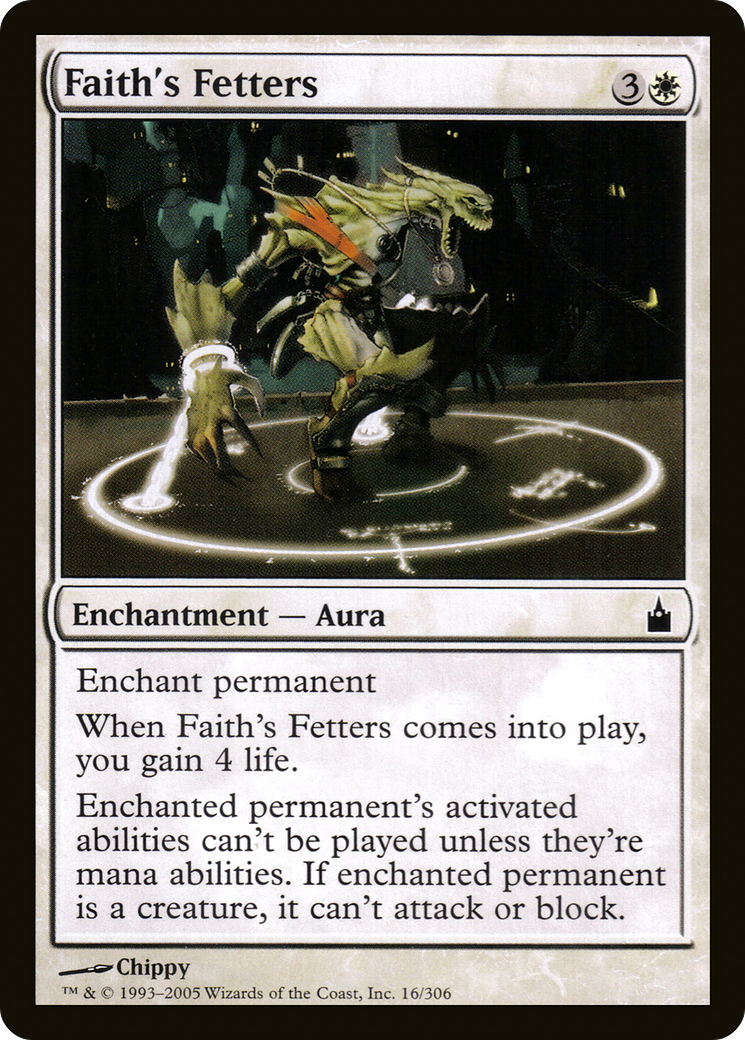 Faith's Fetters 3
Enchantment — Aura
Enchant permanent
When Faith's Fetters comes into play,
you gain 4 life.
Enchanted permanent's activated
abilities can't be played unless they're
mana abilities. If enchanted permanent
is a creature, it can't attack or block.
Chippy
™ & © 1993–2005 Wizards of the Coast, Inc. 16/306